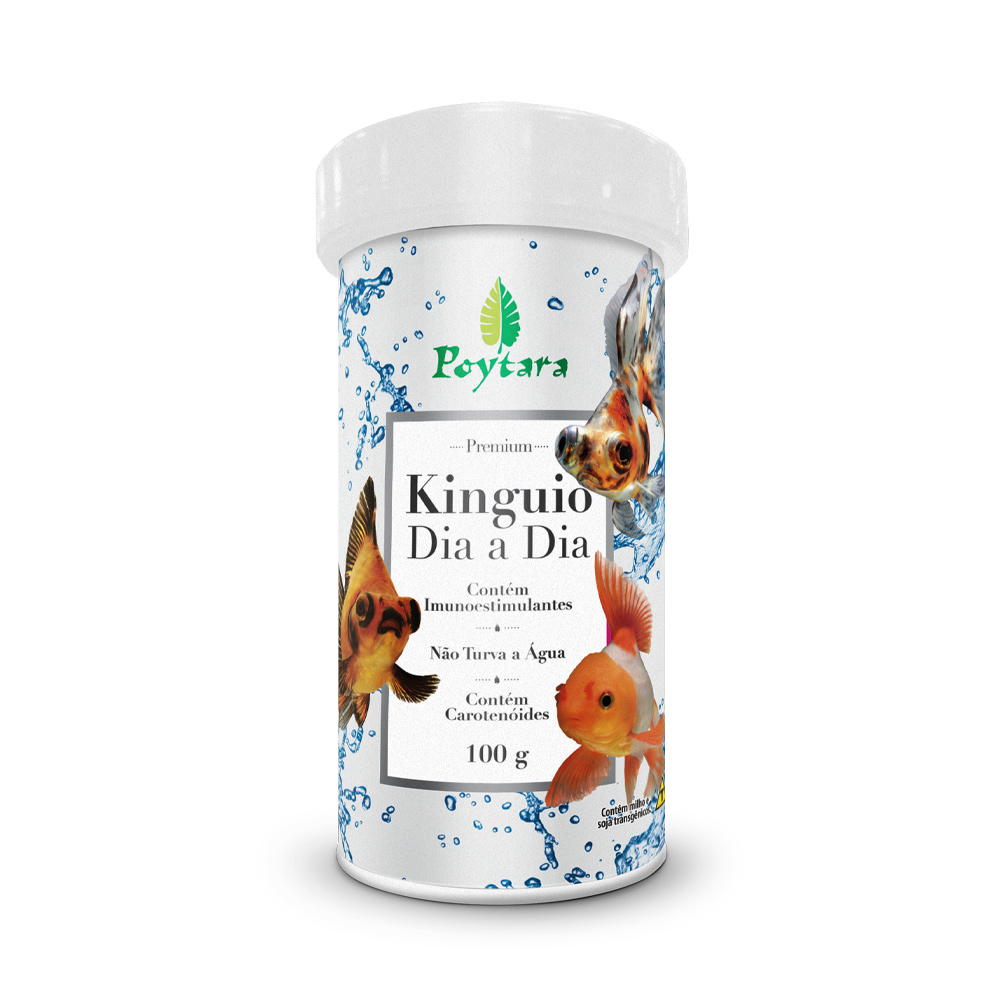 Poytara
Premium
Kinguio
Dia a Dia
Contém
Imunoestimulantes
Não Turva a Água
Contém
Carotenóides
100 g
Contém milho e
soja transgênicos